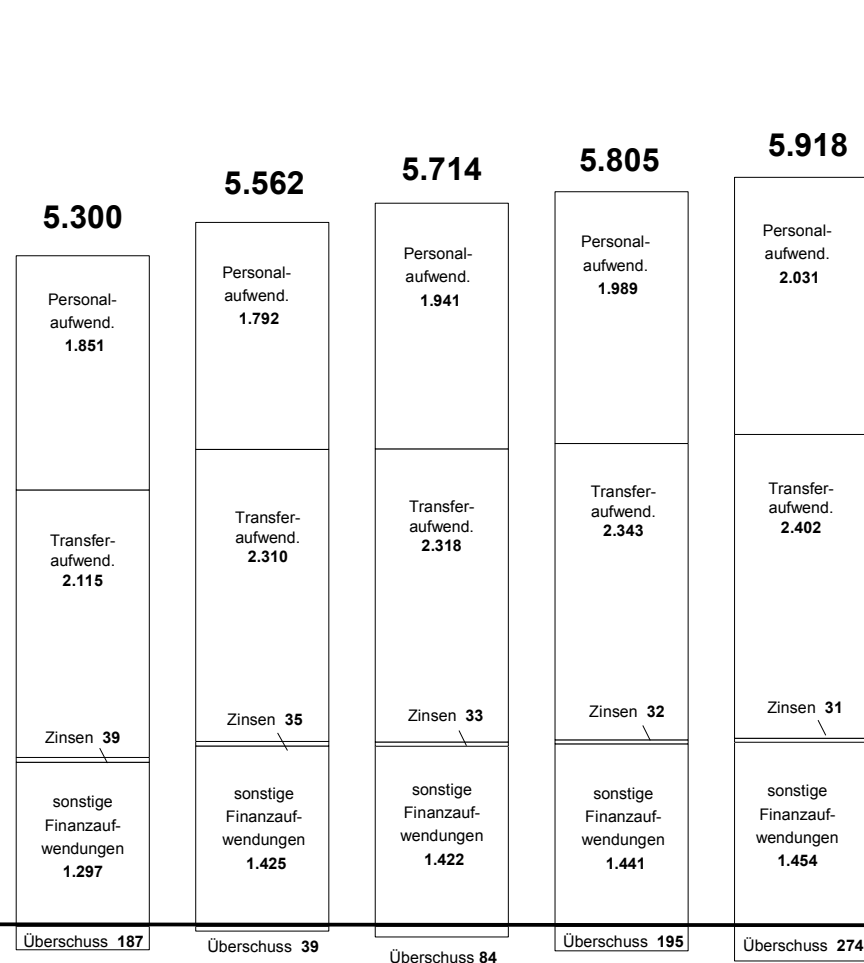 5.300
Personal-
aufwend.
1.851
Transfer-
aufwend.
2.115
Zinsen 39
sonstige
Finanzauf-
wendungen
1.297
Überschuss 187
5.562
Personal-
aufwend.
1.792
Transfer-
aufwend.
2.310
Zinsen 35
sonstige
Finanzauf-
wendungen
1.425
Überschuss 39
5.714
Personal-
aufwend.
1.941
Transfer-
aufwend.
2.318
Zinsen 33
sonstige
Finanzauf-
wendungen
1.422
Überschuss 84
5.805
Personal-
aufwend.
1.989
Transfer-
aufwend.
2.343
Zinsen 32
sonstige
Finanzauf-
wendungen
1.441
Überschuss 195
5.918
Personal-
aufwend.
2.031
Transfer-
aufwend.
2.402
Zinsen 31
sonstige
Finanzauf-
wendungen
1.454
Überschuss 274